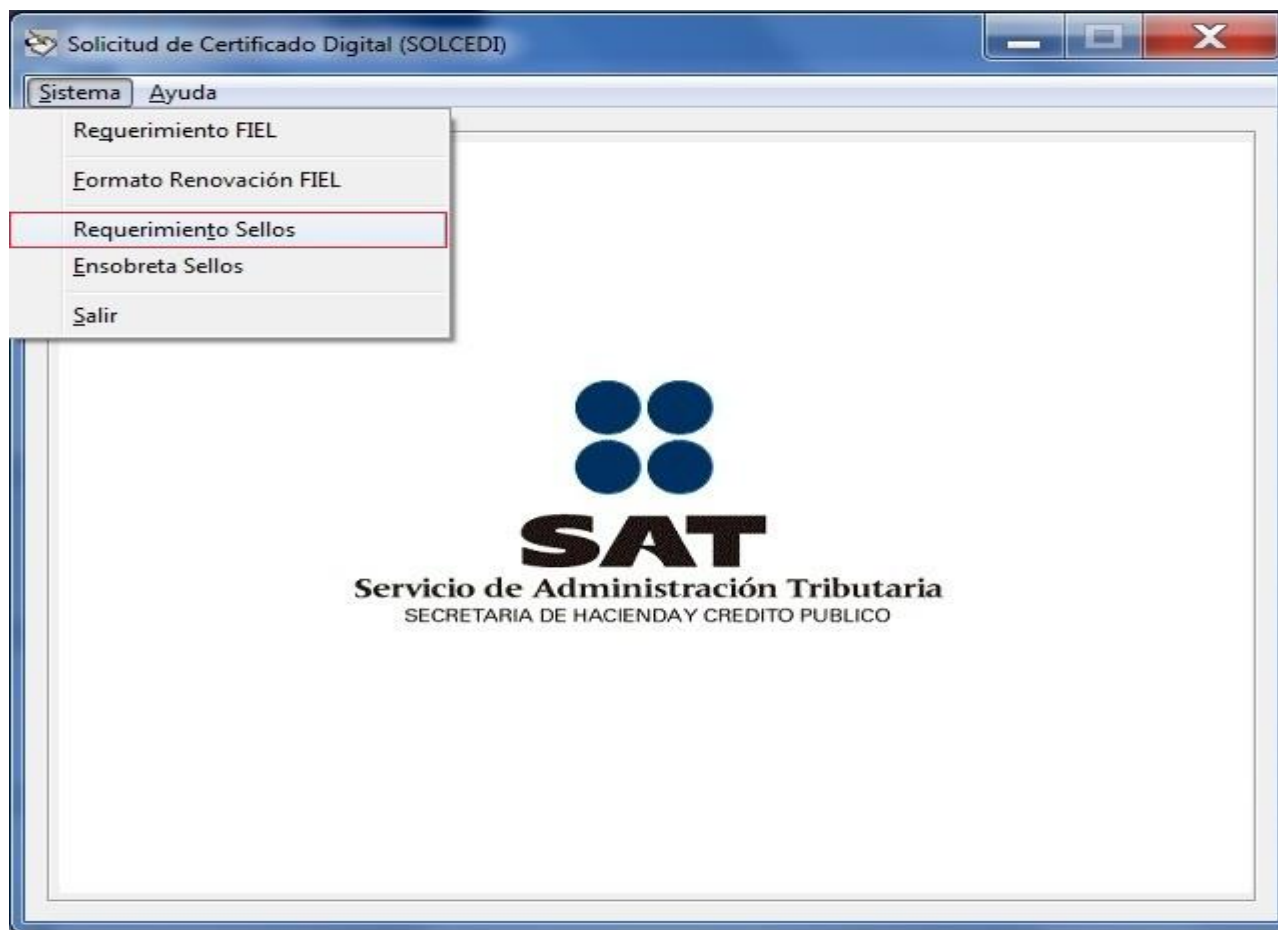 Solicitud de Certificado Digital (SOLCEDI)
Sistema Ayuda
Requerimiento FIEL
Formato Renovación FIEL
Requerimiento Sellos
Ensobreta Sellos
Salir
SAT
Servicio de Administración Tributaria
SECRETARIA DE HACIENDA Y CREDITO PUBLICO